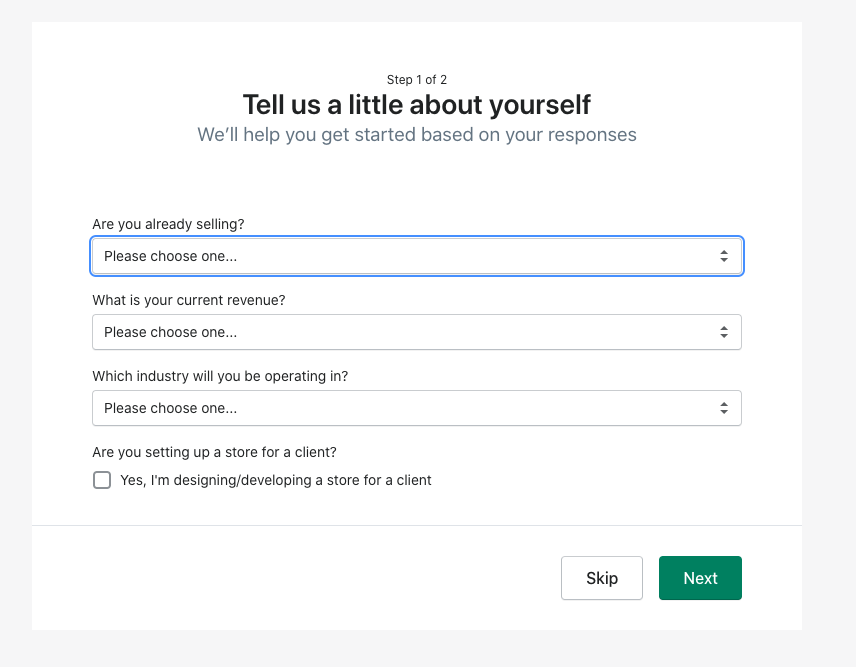 Step 1 of 2
Tell us a little about yourself
We’ll help you get started based on your responses
Are you already selling?
Please choose one...
What is your current revenue?
Please choose one...
Which industry will you be operating in?
Please choose one...
Are you setting up a store for a client?
Yes, I'm designing/developing a store for a client
Skip
Next